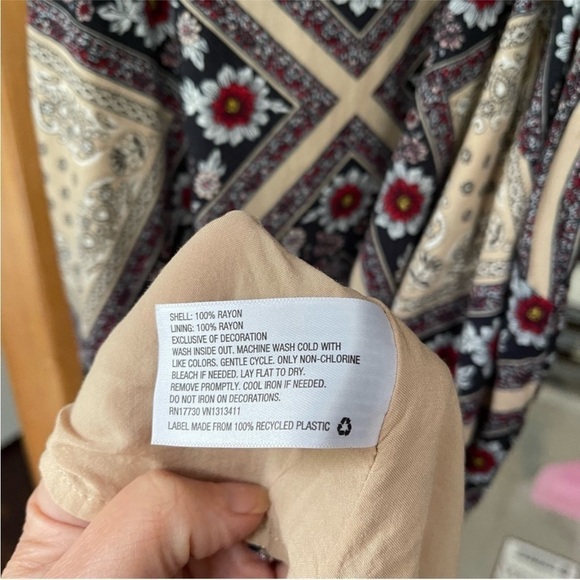 SHELL: 100% RAYON
LINING: 100% RAYON
EXCLUSIVE OF DECORATION
WASH INSIDE OUT. MACHINE WASH COLD WITH
LIKE COLORS. GENTLE CYCLE. ONLY NON-CHLORINE
BLEACH IF NEEDED. LAY FLAT TO DRY.
REMOVE PROMPTLY. COOL IRON IF NEEDED.
DO NOT IRON ON DECORATIONS.
RN17730 VN1313411
LABEL MADE FROM 100% RECYCLED PLASTIC